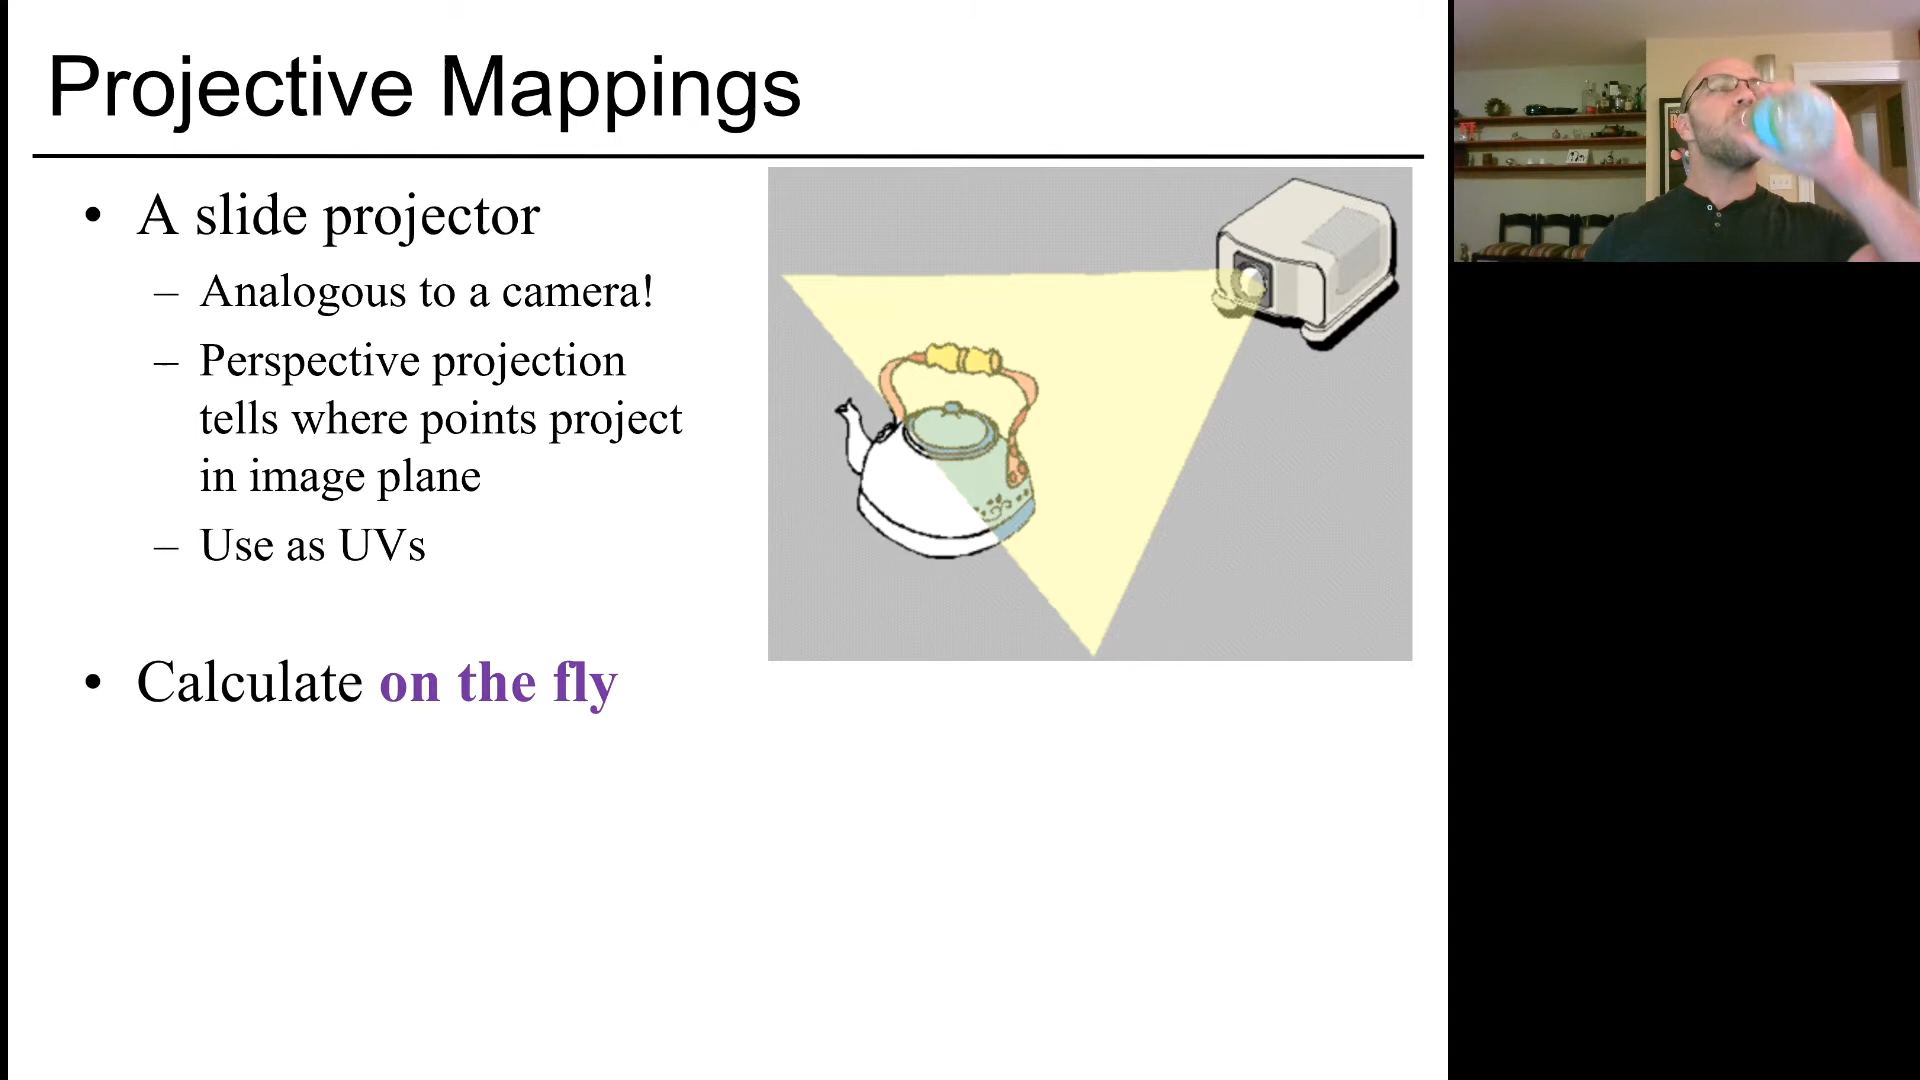 Projective Mappings
• A slide projector
– Analogous to a camera!
– Perspective projection
tells where points project
in image plane
– Use as UVs
• Calculate on the fly